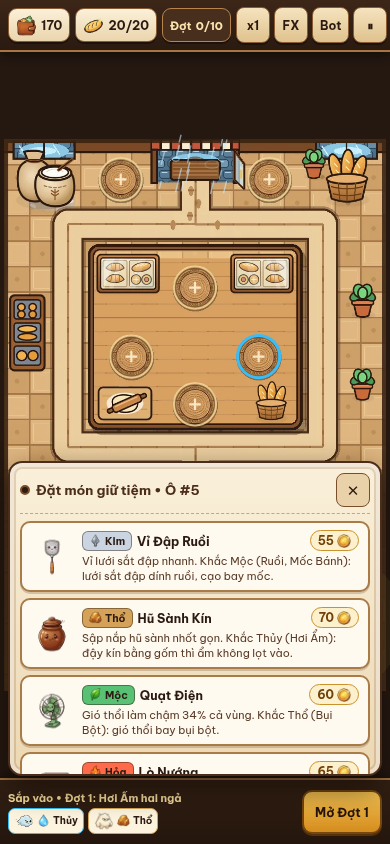 170
20/20
Đợt 0/10
x1
FX
Bot
Đặt món giữ tiệm • Ô #5
Kim
Vỉ Đập Ruồi
55
Vỉ lưới sắt đập nhanh. Khắc Mộc (Ruồi, Mốc Bánh):
lưới sắt đập dính ruồi, cạo bay mốc.
Thổ
Hũ Sành Kín
70
Sập nắp hũ sành nhốt gọn. Khắc Thủy (Hơi Ẩm):
đậy kín bằng gốm thì ẩm không lọt vào.
Mộc
Quạt Điện
60
Gió thổi làm chậm 34% cả vùng. Khắc Thổ (Bụi
Bột): gió thổi bay bụi bột.
Hỏa
Lò Nướng
65
Sắp vào • Đợt 1: Hơi Ẩm hai ngả
Thủy
Thổ
Mở Đợt 1